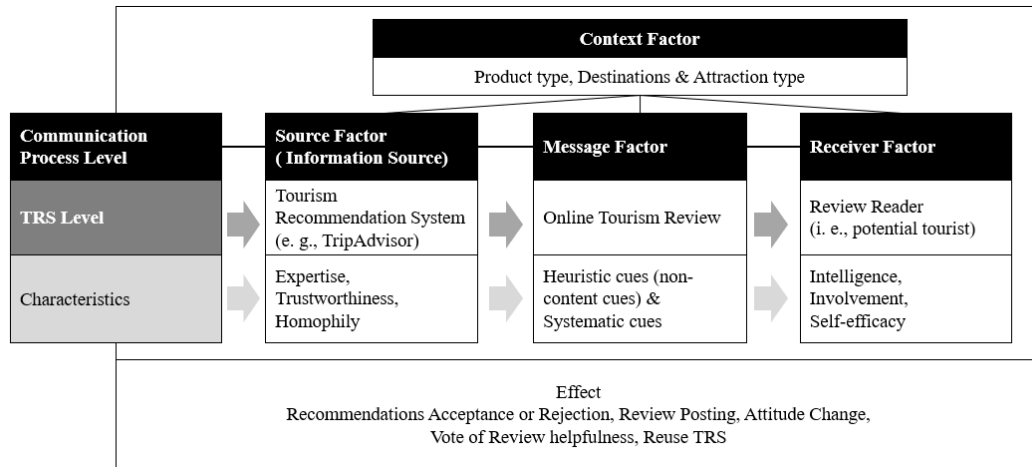 Context Factor
Product type, Destinations & Attraction type
Communication
Process Level
Source Factor
( Information Source)
Message Factor
Receiver Factor
TRS Level
Tourism
Recommendation System
(e. g., TripAdvisor)
Online Tourism Review
Review Reader
(i. e., potential tourist)
Characteristics
Expertise,
Trustworthiness,
Homophily
Heuristic cues (non-
content cues) &
Systematic cues
Intelligence,
Involvement,
Self-efficacy
Effect
Recommendations Acceptance or Rejection, Review Posting, Attitude Change,
Vote of Review helpfulness, Reuse TRS